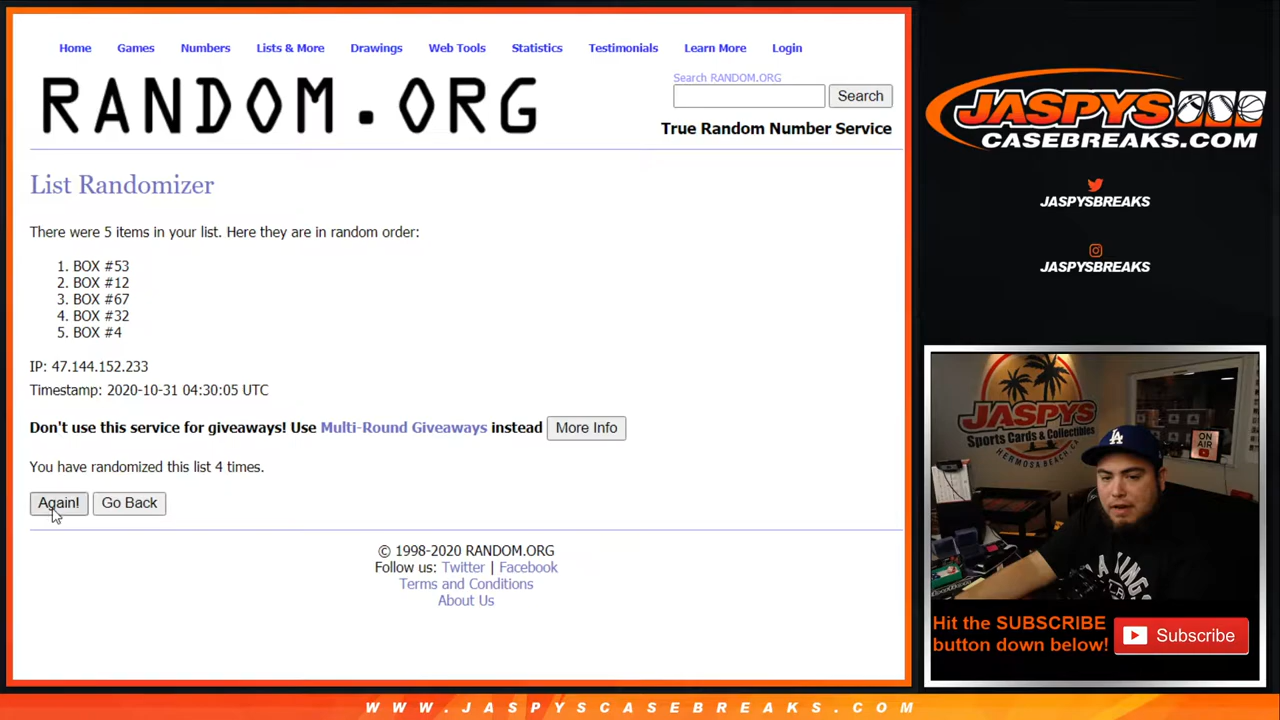 Home Games Numbers Lists & More Drawings Web Tools Statistics Testimonials Learn More Login
RANDOM.ORG
Search RANDOM.ORG
Search
True Random Number Service
List Randomizer
There were 5 items in your list. Here they are in random order:
1. BOX #53
2. BOX #12
3. BOX #67
4. BOX #32
5. BOX #4
IP: 47.144.152.233
Timestamp: 2020-10-31 04:30:05 UTC
Don't use this service for giveaways! Use Multi-Round Giveaways instead More Info
You have randomized this list 4 times.
Again! Go Back
© 1998-2020 RANDOM.ORG
Follow us: Twitter | Facebook
Terms and Conditions
About Us
JASPYS
CASEBREAKS.COM
JASPYSBREAKS
JASPYSBREAKS
JASPYS
Sports Cards & Collectibles
HERMOSA BEACH, CA
ON
AIR
LA
KINGS
Hit the SUBSCRIBE
button down below!
Subscribe
WWW.JASPYSCASEBREAKS.COM